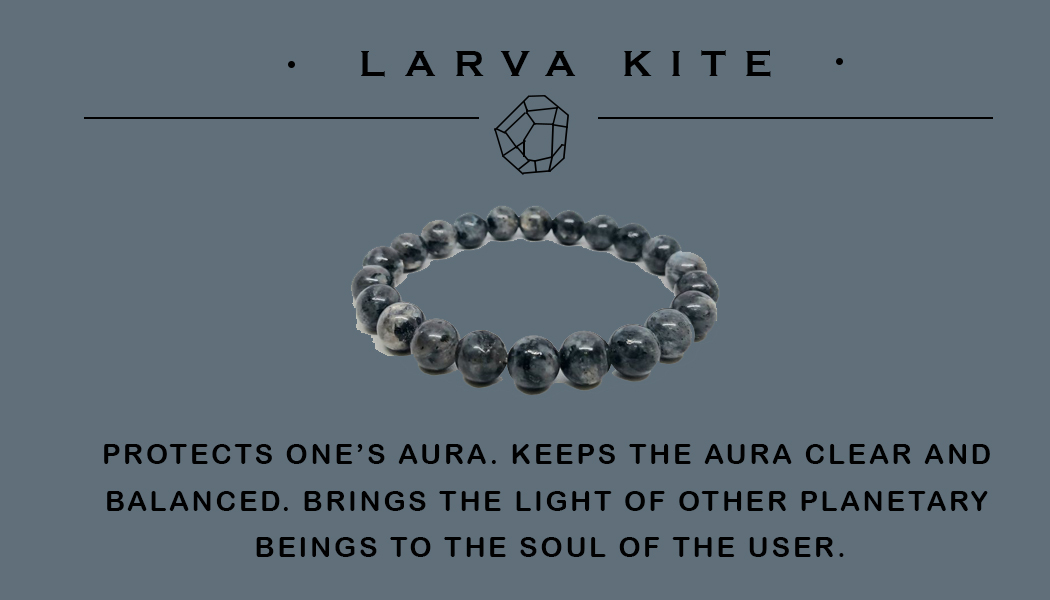 LARVA KITE
PROTECTS ONE’S AURA. KEEPS THE AURA CLEAR AND
BALANCED. BRINGS THE LIGHT OF OTHER PLANETARY
BEINGS TO THE SOUL OF THE USER.